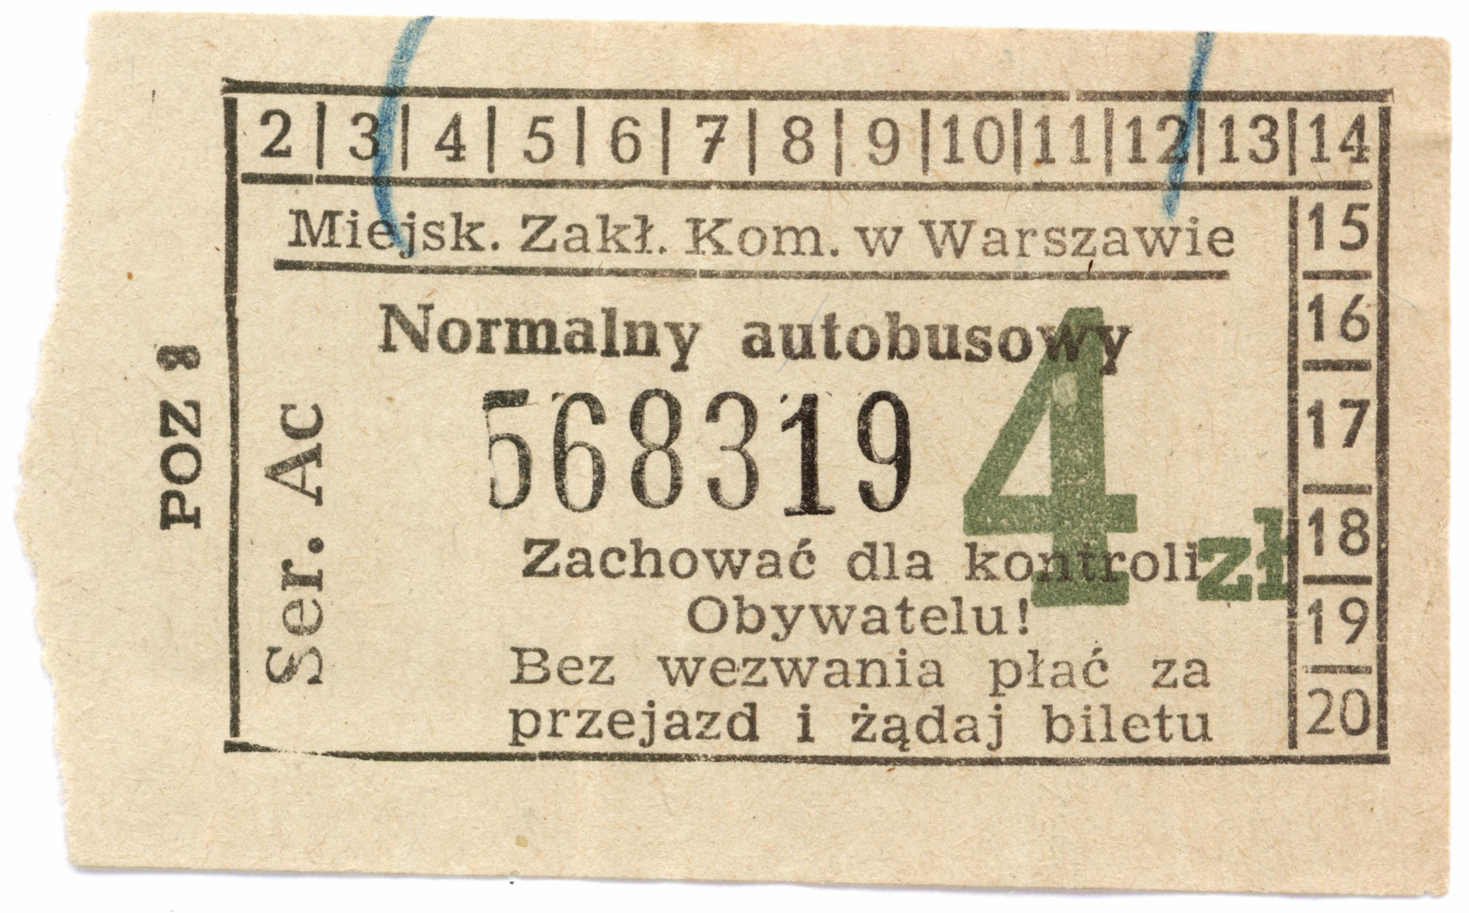 2 | 3 | 4 | 5 | 6 | 7 | 8 | 9 | 10 | 11 | 12 | 13 | 14
Miejsk. Zakł. Kom. w Warszawie
15
Normalny autobusowy
16
568319
4 zł
17
Zachować dla kontroli
18
Obywatelu!
19
Bez wezwania płać za
przejazd i żądaj biletu
20
Ser. Ac
POZ 8